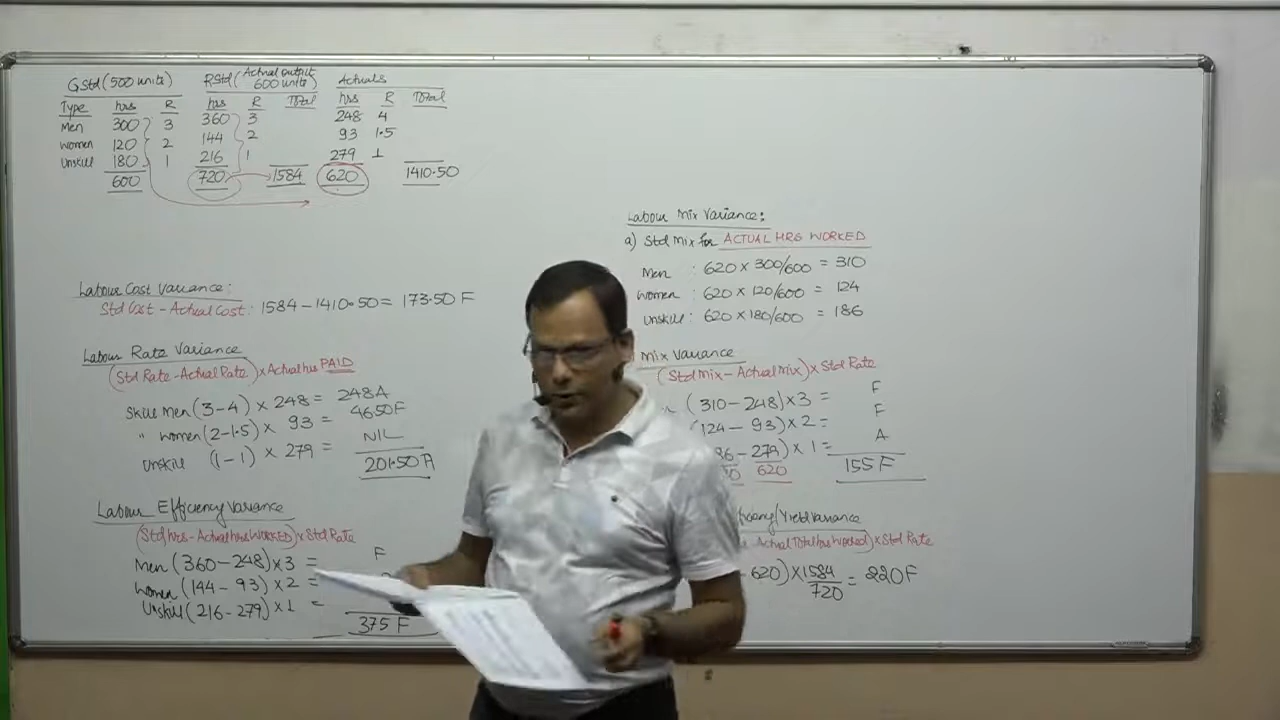 GStd (500 units) RStd (Actual output 600 units) Actuals
Type hrs R hrs R Total hrs R Total
Men 300 3 360 3 248 4
Women 120 2 144 2 93 1.5
Unskill 180 1 216 1 279 1
600 720 1584 620 1410.50
Labour Cost Variance:
Std Cost - Actual Cost: 1584 - 1410.50 = 173.50 F
Labour Rate Variance
(Std Rate - Actual Rate) x Actual hrs PAID
Skill Men (3-4) x 248 = 248A
" women (2-1.5) x 93 = 4650F
Unskill (1-1) x 279 = NIL
201.50 A
Labour Efficiency Variance
(Std Hrs - Actual hrs WORKED) x Std Rate
Men (360 - 248) x 3 = F
Women (144 - 93) x 2 =
Unskill (216 - 279) x 1 =
375 F
Labour Mix Variance:
a) Std Mix for ACTUAL HRS WORKED
Men : 620 x 300/600 = 310
Women : 620 x 120/600 = 124
Unskill : 620 x 180/600 = 186
) Mix Variance
(Std Mix - Actual Mix) x Std Rate
(310 - 248) x 3 = F
(124 - 93) x 2 = F
- 279) x 1 = A
620 155 F
/Yield Variance
Actual Total hrs Worked) x Std Rate
620) x 1584/720 = 220 F